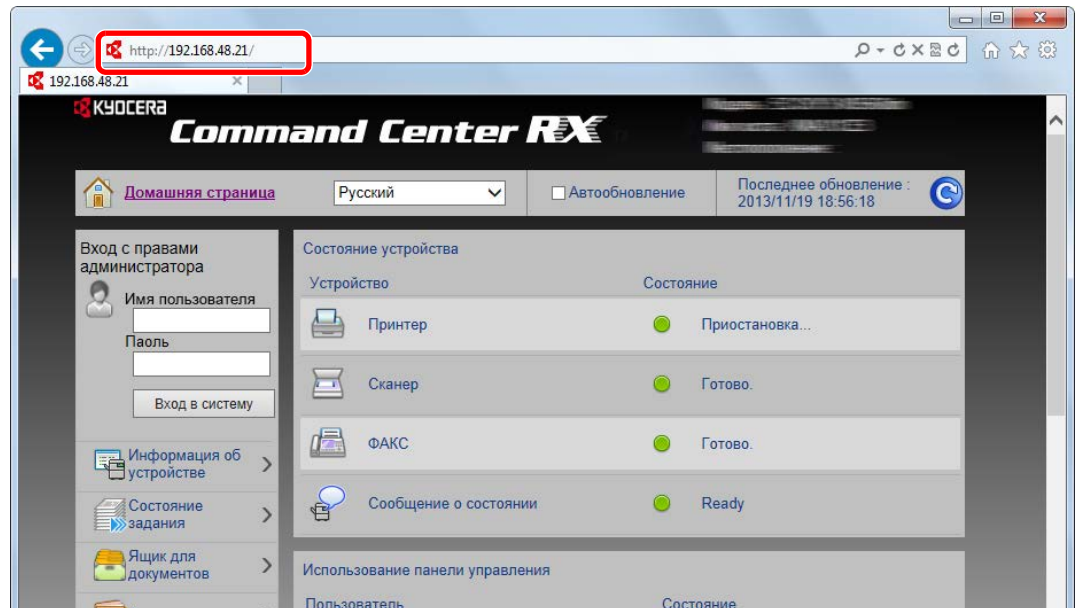 http://192.168.48.21/
192.168.48.21
KYOCERA
Command Center RX
Домашняя страница
Русский
Автообновление
Последнее обновление :
2013/11/19 18:56:18
Вход с правами
администратора
Имя пользователя
Паоль
Вход в систему
Информация об
устройстве
Состояние
задания
Ящик для
документов
Состояние устройства
Устройство Состояние
Принтер Приостановка...
Сканер Готово.
ФАКС Готово.
Сообщение о состоянии Ready
Использование панели управления
Пользователь Состояние